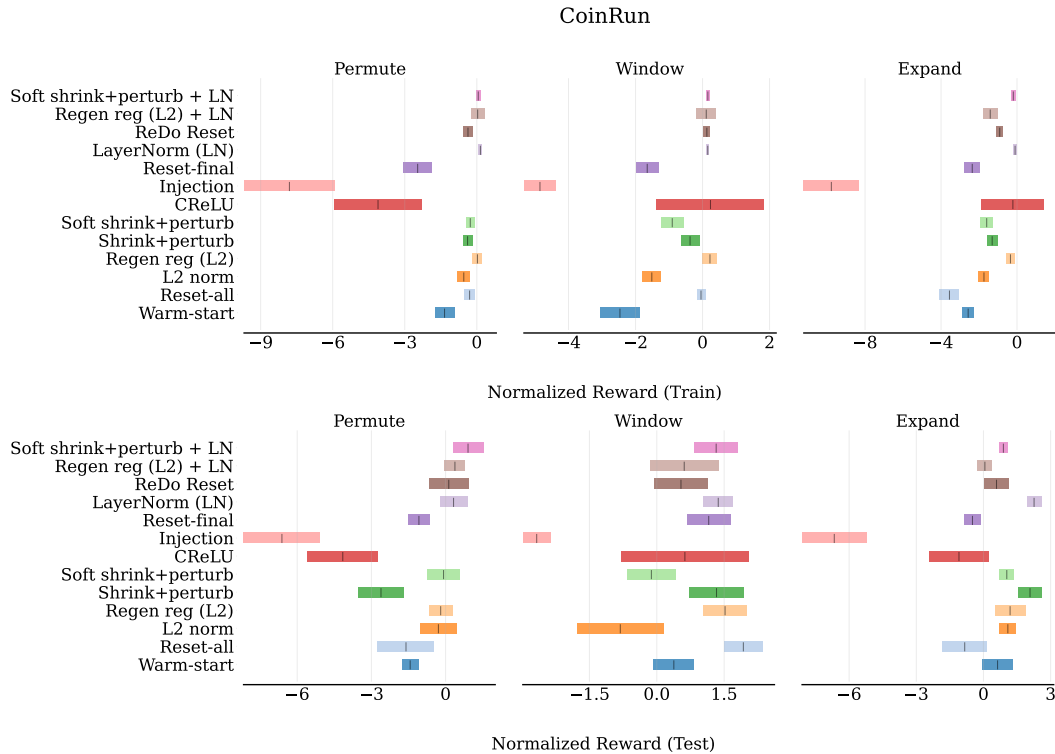 CoinRun
Permute
Window
Expand
Soft shrink+perturb + LN
Regen reg (L2) + LN
ReDo Reset
LayerNorm (LN)
Reset-final
Injection
CReLU
Soft shrink+perturb
Shrink+perturb
Regen reg (L2)
L2 norm
Reset-all
Warm-start
−9 −6 −3 0
−4 −2 0 2
−8 −4 0
Normalized Reward (Train)
Permute
Window
Expand
Soft shrink+perturb + LN
Regen reg (L2) + LN
ReDo Reset
LayerNorm (LN)
Reset-final
Injection
CReLU
Soft shrink+perturb
Shrink+perturb
Regen reg (L2)
L2 norm
Reset-all
Warm-start
−6 −3 0
−1.5 0.0 1.5
−6 −3 0 3
Normalized Reward (Test)